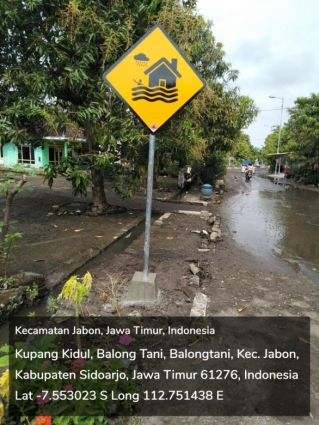 Kecamatan Jabon, Jawa Timur, Indonesia
Kupang Kidul, Balong Tani, Balongtani, Kec. Jabon,
Kabupaten Sidoarjo, Jawa Timur 61276, Indonesia
Lat -7.553023 S Long 112.751438 E